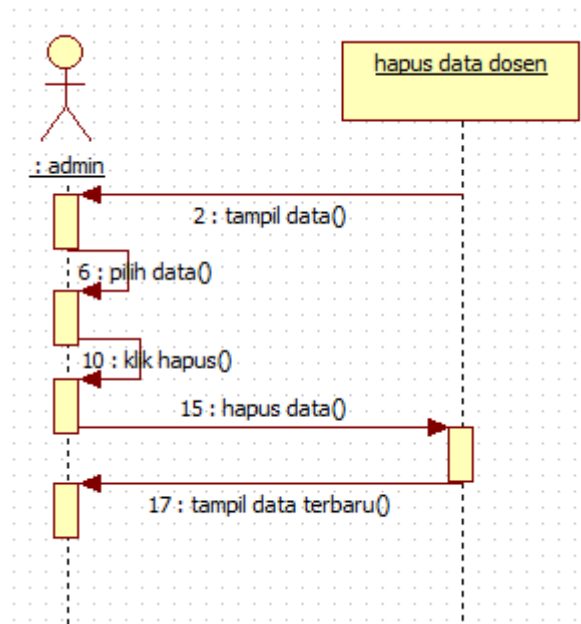 hapus data dosen
: admin
2 : tampil data()
6 : pilih data()
10 : klik hapus()
15 : hapus data()
17 : tampil data terbaru()